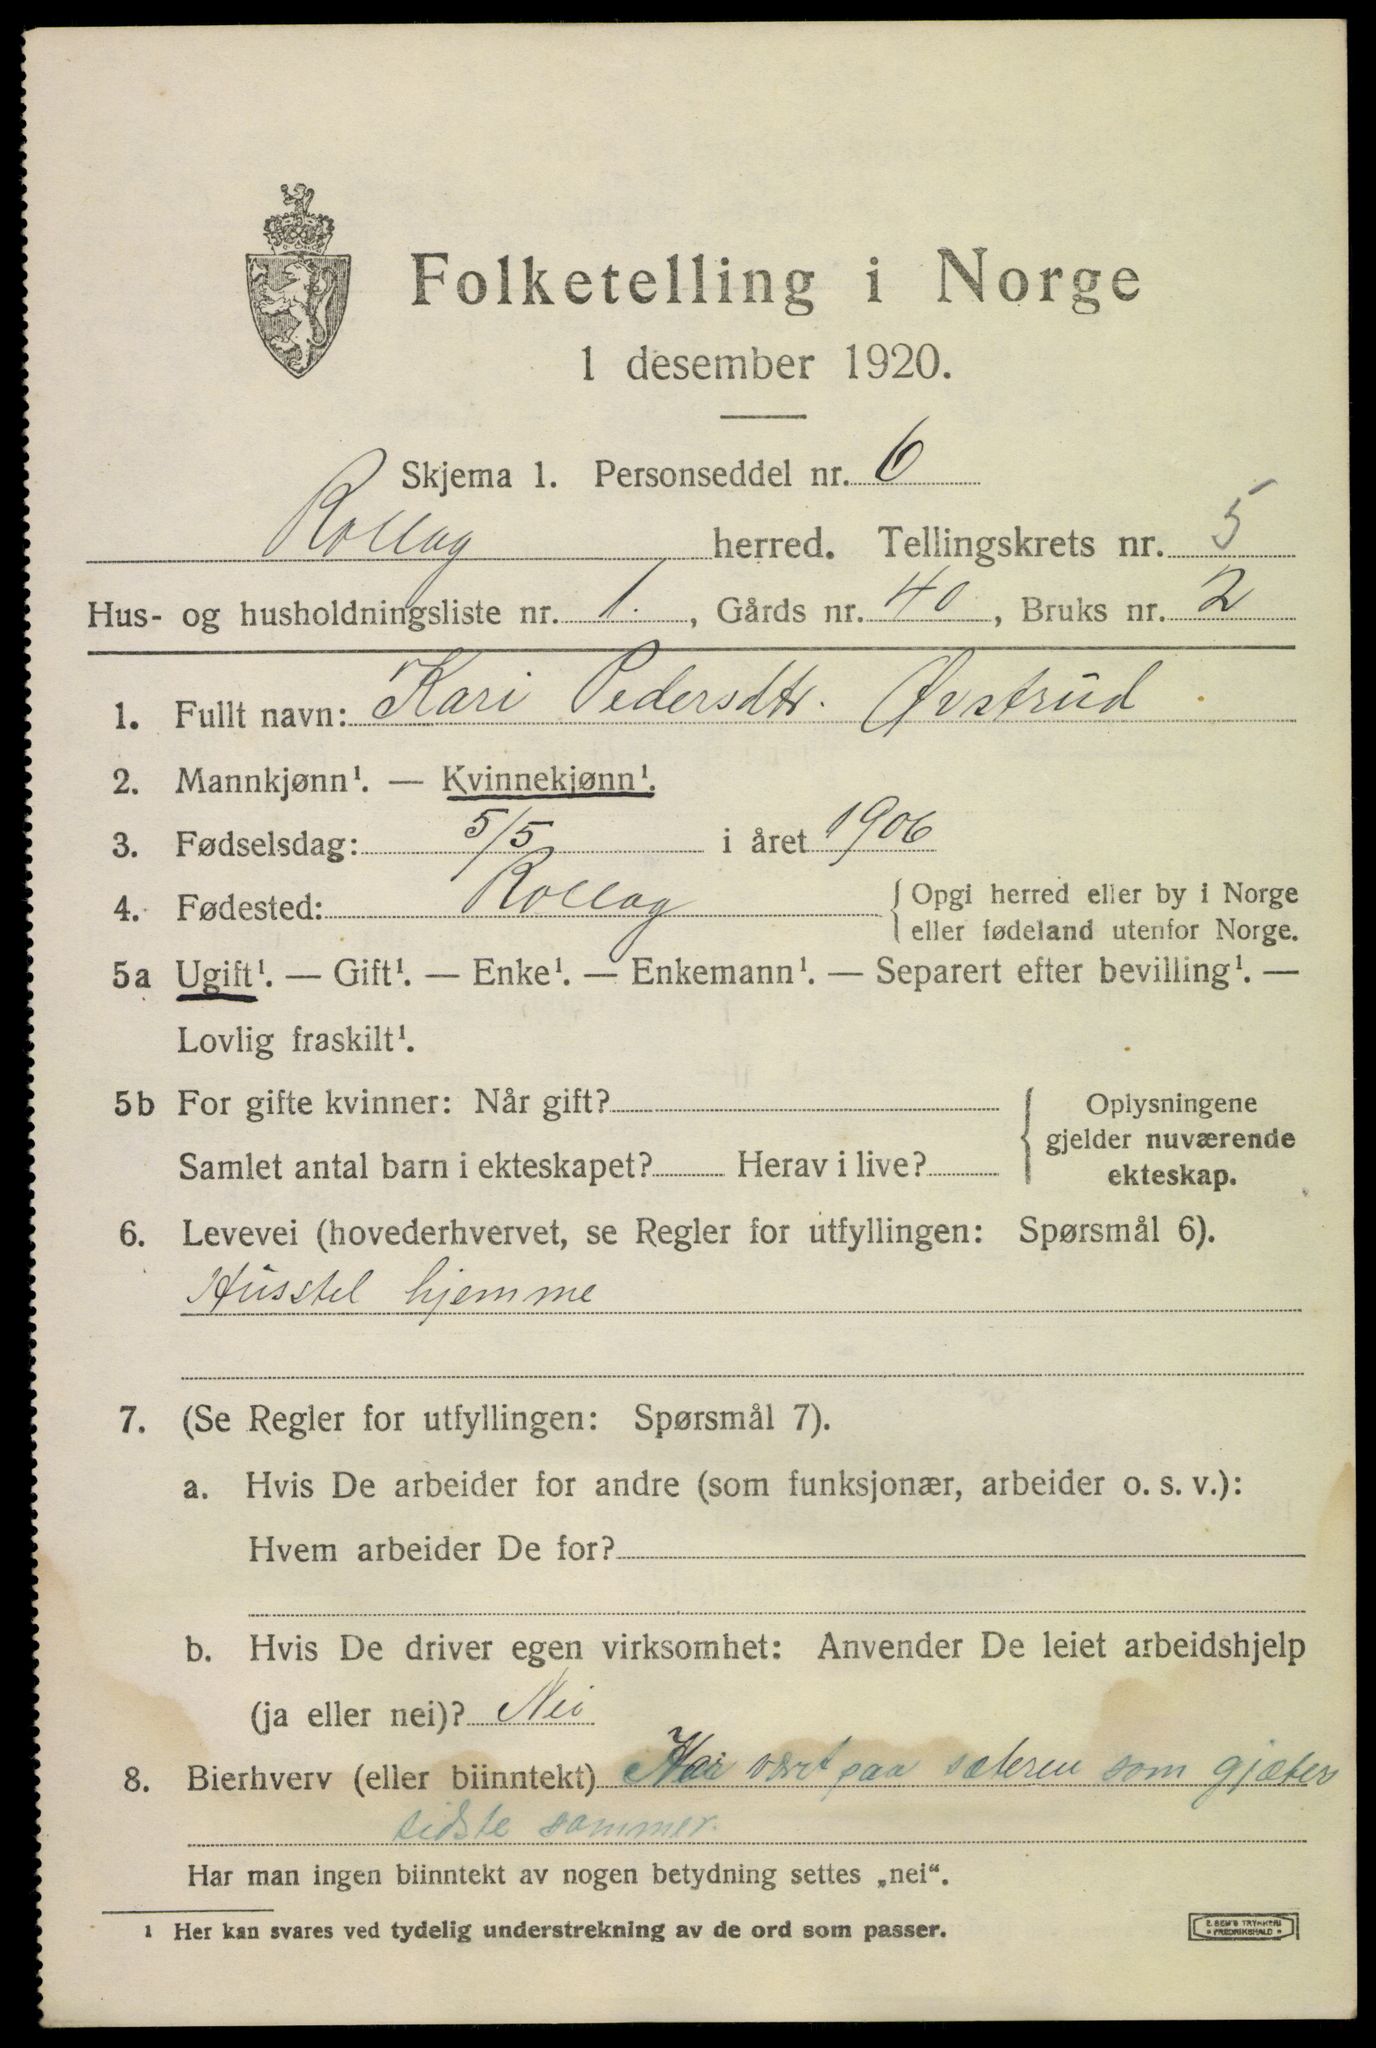 Folketelling i Norge
1 desember 1920.
Skjema 1. Personseddel nr. 6
Rollag herred. Tellingskrets nr. 5
Hus- og husholdningsliste nr. 1. , Gårds nr. 40 , Bruks nr. 2
1. Fullt navn: Kari Pedersdtr. Øvstrud
2. Mannkjønn¹. — Kvinnekjønn¹.
3. Fødselsdag: 5/5 i året 1906
4. Fødested: Rollag { Opgi herred eller by i Norge
eller fødeland utenfor Norge.
5a Ugift¹. — Gift¹. — Enke¹. — Enkemann¹. — Separert efter bevilling¹. —
Lovlig fraskilt¹.
5b For gifte kvinner: Når gift?
Samlet antal barn i ekteskapet? Herav i live?
{ Oplysningene
gjelder nuværende
ekteskap.
6. Levevei (hovederhvervet, se Regler for utfyllingen: Spørsmål 6).
Husstel hjemme
7. (Se Regler for utfyllingen: Spørsmål 7).
a. Hvis De arbeider for andre (som funksjonær, arbeider o. s. v.):
Hvem arbeider De for?
b. Hvis De driver egen virksomhet: Anvender De leiet arbeidshjelp
(ja eller nei)? Nei
8. Bierhverv (eller biinntekt) Har vært paa sæteren som gjæter
sidste sommer.
Har man ingen biinntekt av nogen betydning settes „nei“.
¹ Her kan svares ved tydelig understrekning av de ord som passer.
E. SEM'S TRYKKERI
• FREDRIKSHALD •